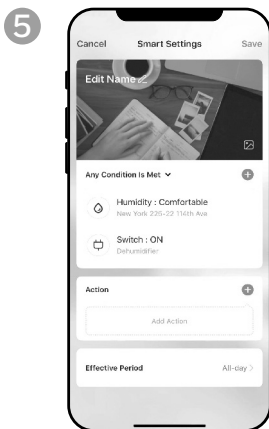 5
Cancel Smart Settings Save
Edit Name
Any Condition Is Met
Humidity : Comfortable
New York 225-22 114th Ave
Switch : ON
Dehumidifier
Action
Add Action
Effective Period All-day